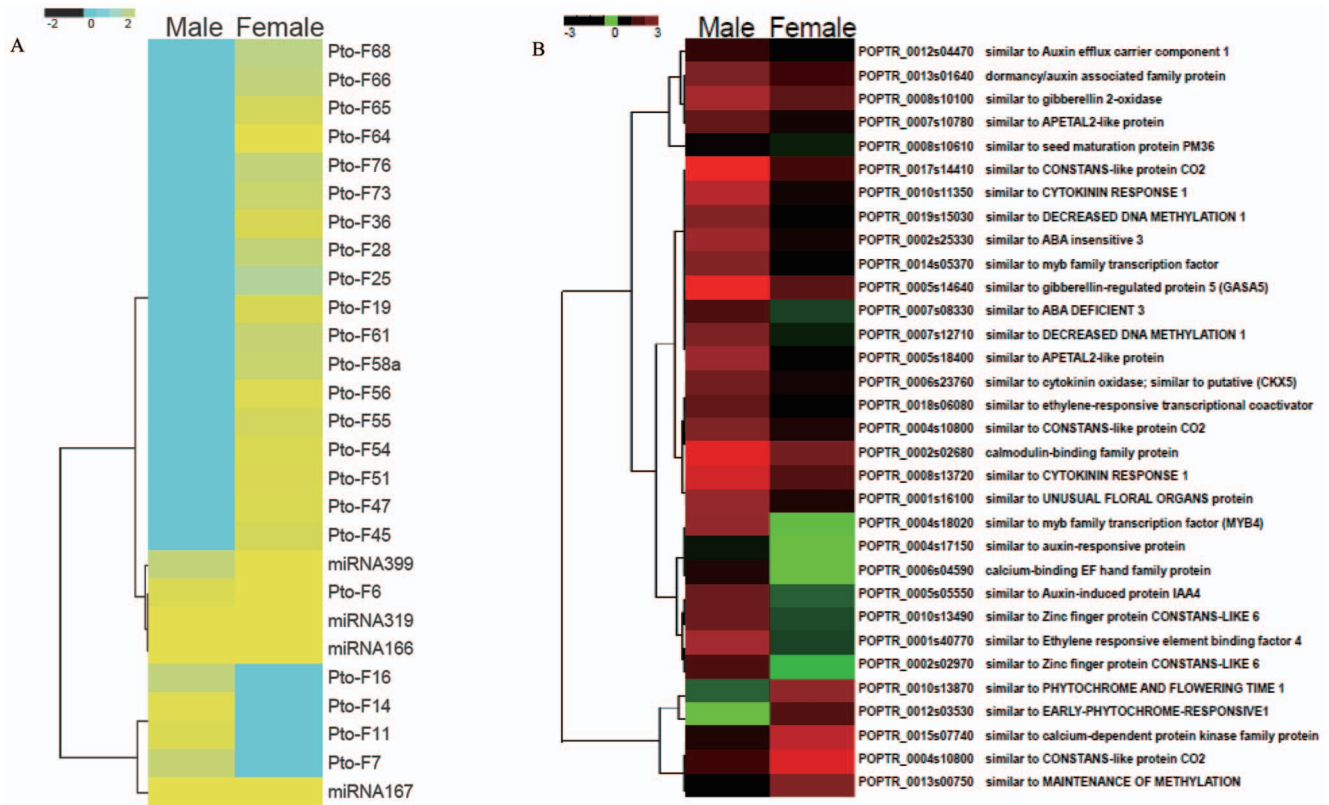 A
-2 0 2
Male Female
Pto-F68
Pto-F66
Pto-F65
Pto-F64
Pto-F76
Pto-F73
Pto-F36
Pto-F28
Pto-F25
Pto-F19
Pto-F61
Pto-F58a
Pto-F56
Pto-F55
Pto-F54
Pto-F51
Pto-F47
Pto-F45
miRNA399
Pto-F6
miRNA319
miRNA166
Pto-F16
Pto-F14
Pto-F11
Pto-F7
miRNA167
B
-3 0 3
Male Female
POPTR_0012s04470 similar to Auxin efflux carrier component 1
POPTR_0013s01640 dormancy/auxin associated family protein
POPTR_0008s10100 similar to gibberellin 2-oxidase
POPTR_0007s10780 similar to APETAL2-like protein
POPTR_0008s10610 similar to seed maturation protein PM36
POPTR_0017s14410 similar to CONSTANS-like protein CO2
POPTR_0010s11350 similar to CYTOKININ RESPONSE 1
POPTR_0019s15030 similar to DECREASED DNA METHYLATION 1
POPTR_0002s25330 similar to ABA insensitive 3
POPTR_0014s05370 similar to myb family transcription factor
POPTR_0005s14640 similar to gibberellin-regulated protein 5 (GASA5)
POPTR_0007s08330 similar to ABA DEFICIENT 3
POPTR_0007s12710 similar to DECREASED DNA METHYLATION 1
POPTR_0005s18400 similar to APETAL2-like protein
POPTR_0006s23760 similar to cytokinin oxidase; similar to putative (CKX5)
POPTR_0018s06080 similar to ethylene-responsive transcriptional coactivator
POPTR_0004s10800 similar to CONSTANS-like protein CO2
POPTR_0002s02680 calmodulin-binding family protein
POPTR_0008s13720 similar to CYTOKININ RESPONSE 1
POPTR_0001s16100 similar to UNUSUAL FLORAL ORGANS protein
POPTR_0004s18020 similar to myb family transcription factor (MYB4)
POPTR_0004s17150 similar to auxin-responsive protein
POPTR_0006s04590 calcium-binding EF hand family protein
POPTR_0005s05550 similar to Auxin-induced protein IAA4
POPTR_0010s13490 similar to Zinc finger protein CONSTANS-LIKE 6
POPTR_0001s40770 similar to Ethylene responsive element binding factor 4
POPTR_0002s02970 similar to Zinc finger protein CONSTANS-LIKE 6
POPTR_0010s13870 similar to PHYTOCHROME AND FLOWERING TIME 1
POPTR_0012s03530 similar to EARLY-PHYTOCHROME-RESPONSIVE1
POPTR_0015s07740 similar to calcium-dependent protein kinase family protein
POPTR_0004s10800 similar to CONSTANS-like protein CO2
POPTR_0013s00750 similar to MAINTENANCE OF METHYLATION